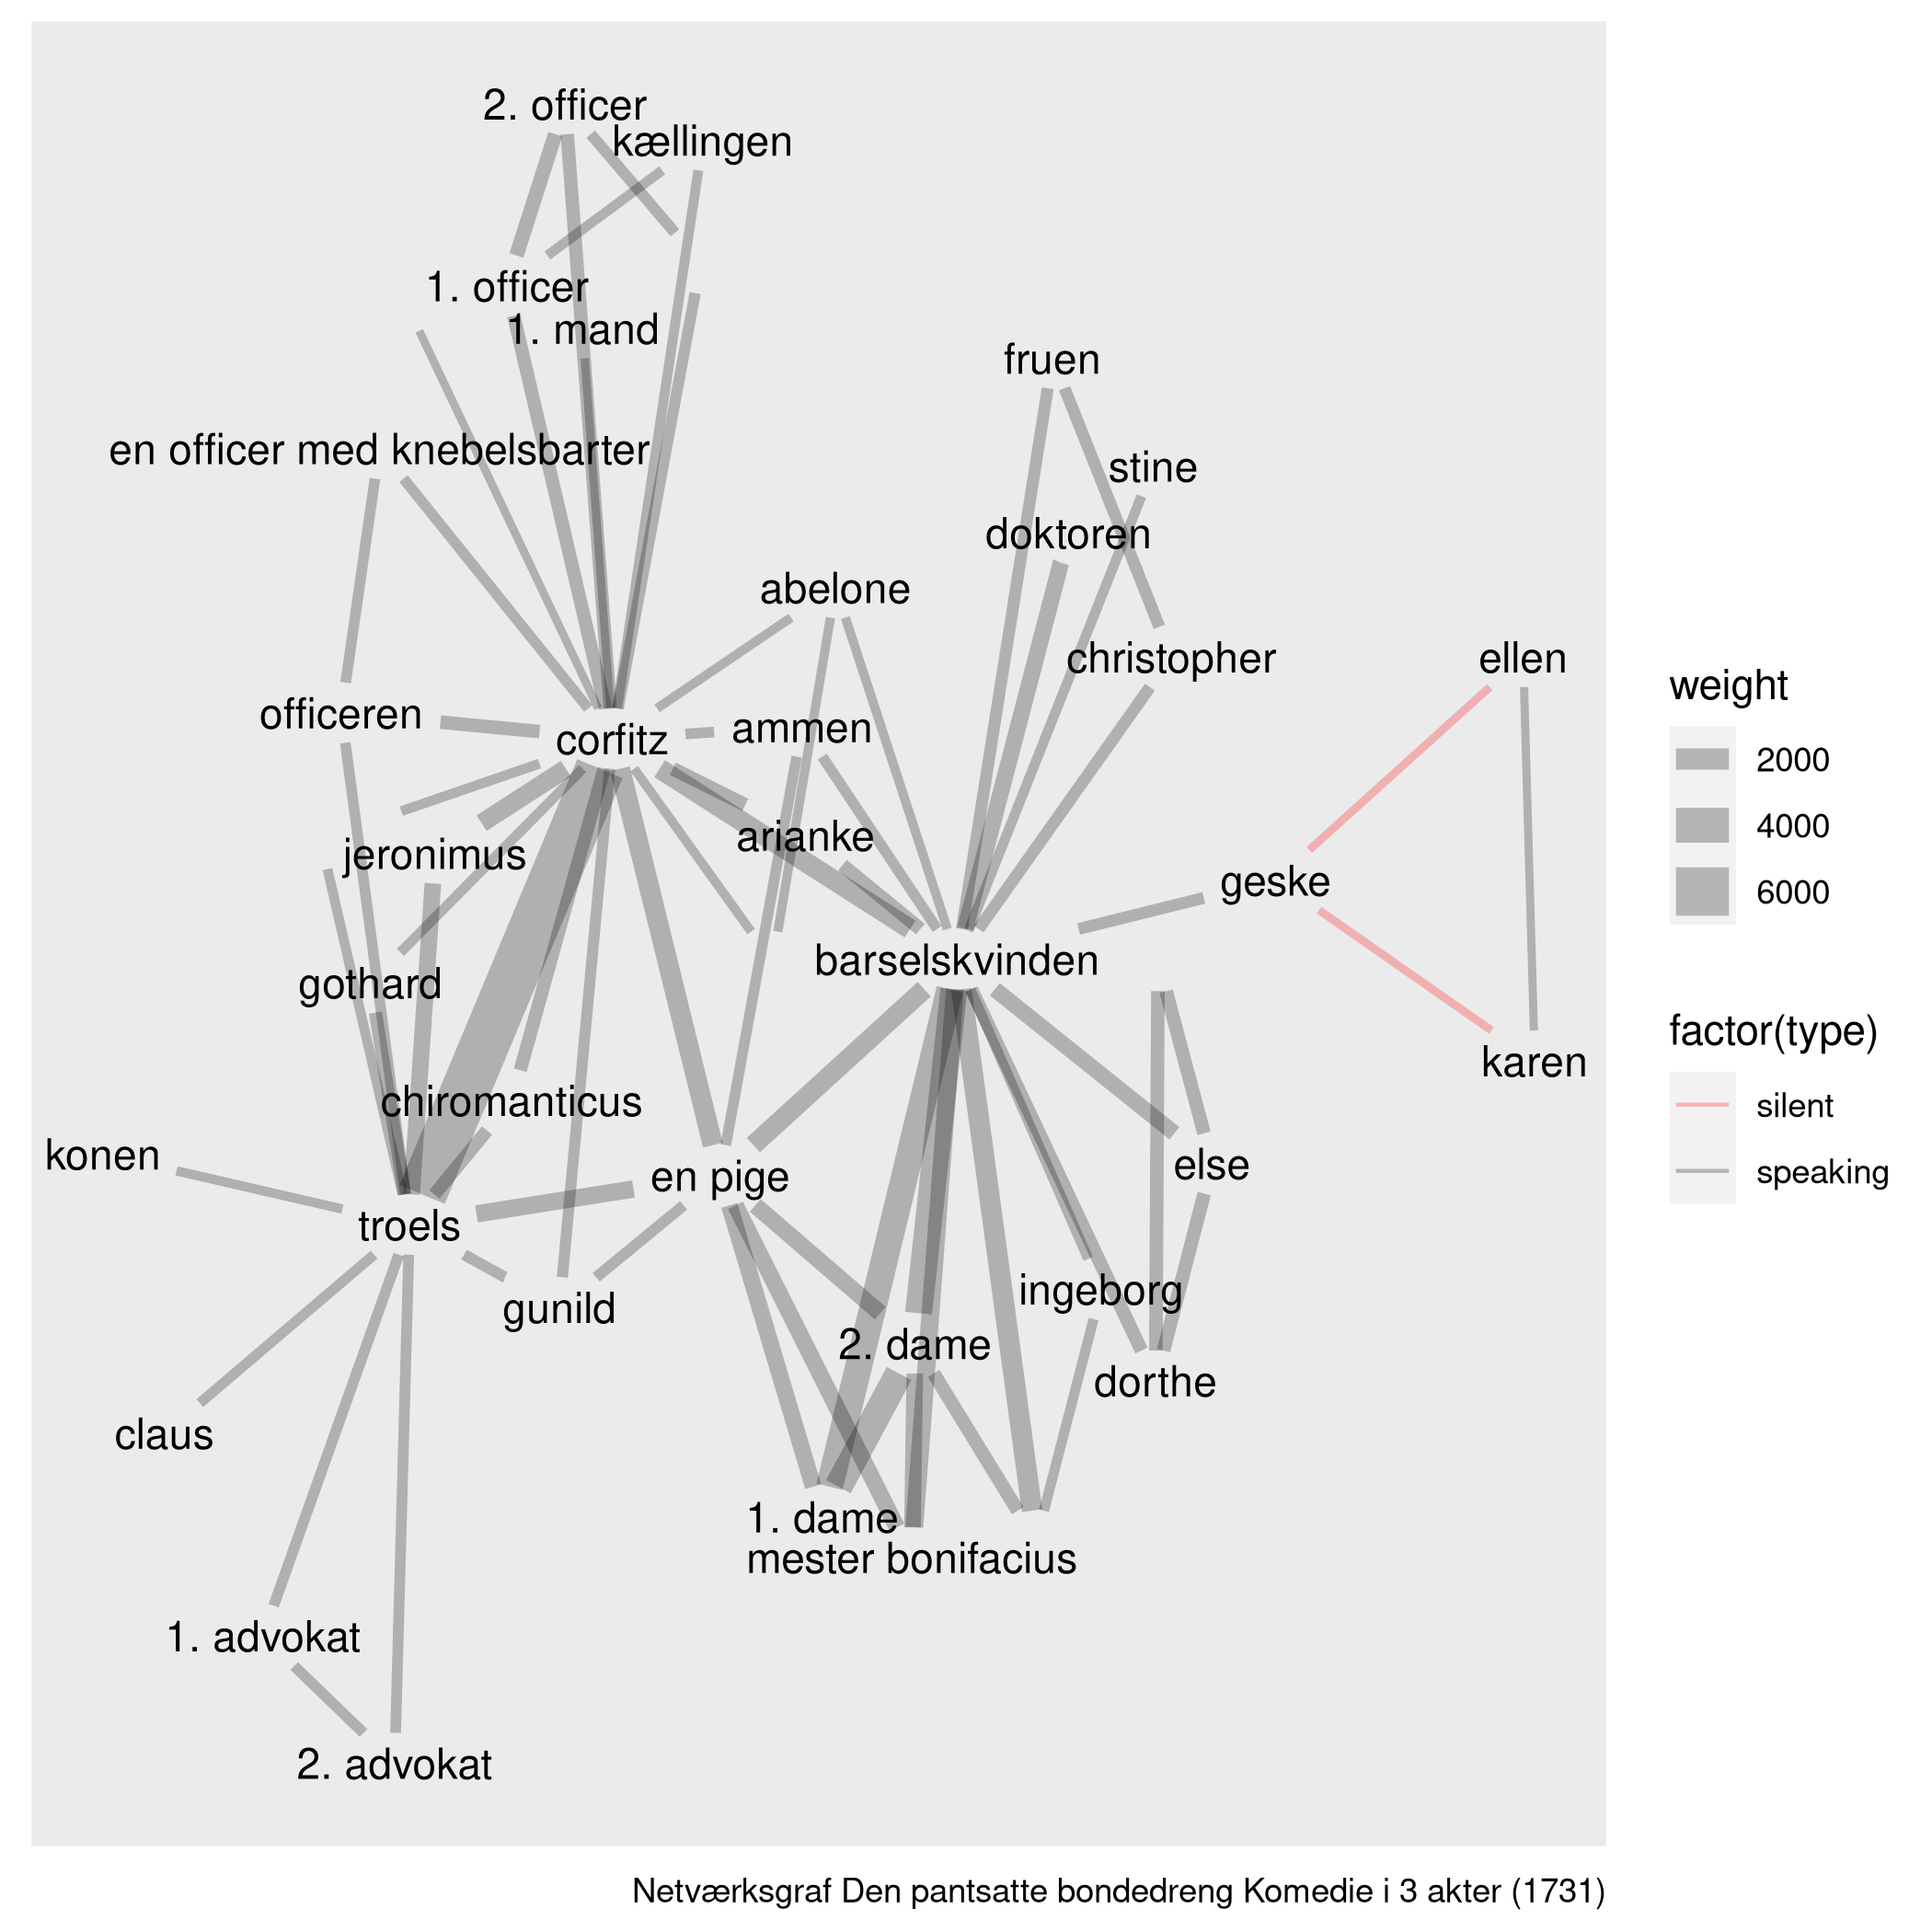 2. officer
kællingen
1. officer
1. mand
fruen
en officer med knebelsbarter
stine
doktoren
abelone
christopher
ellen
officeren
corfitz
ammen
arianke
jeronimus
geske
barselskvinden
gothard
karen
chiromanticus
konen
en pige
else
troels
gunild
ingeborg
2. dame
dorthe
claus
1. dame
mester bonifacius
1. advokat
2. advokat
weight
2000
4000
6000
factor(type)
silent
speaking
Netværksgraf Den pantsatte bondedreng Komedie i 3 akter (1731)